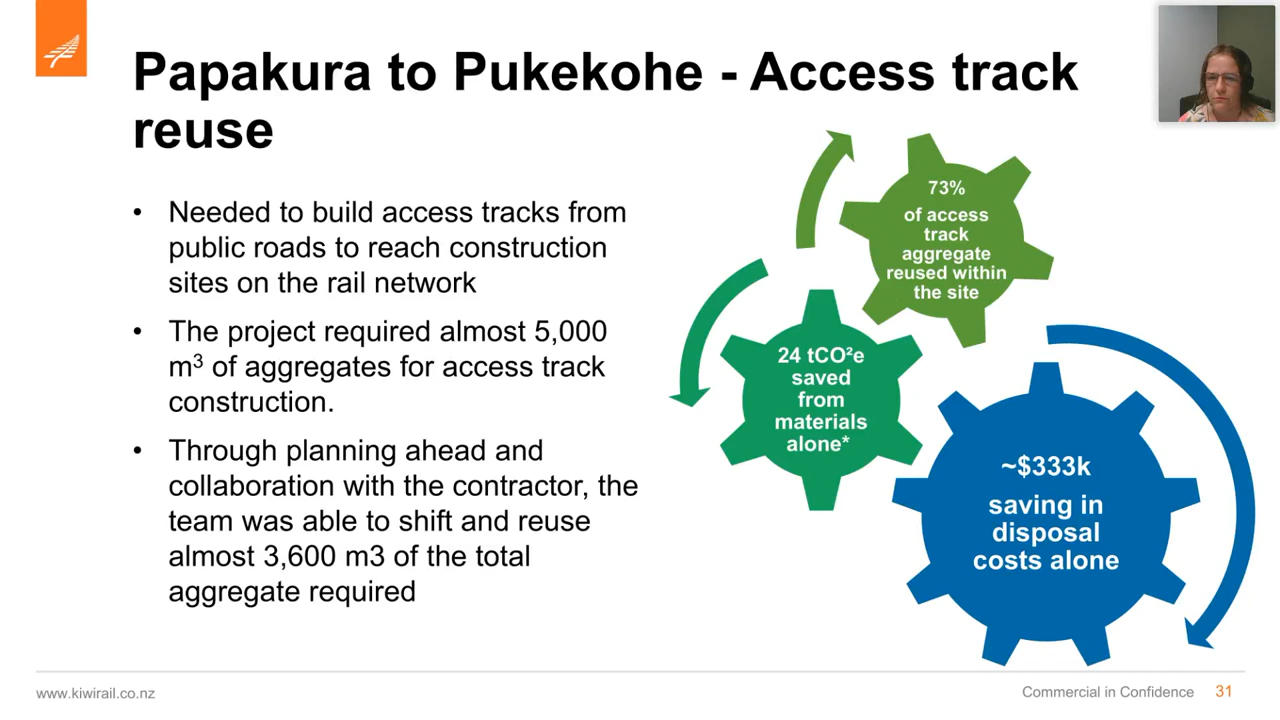 Papakura to Pukekohe - Access track
reuse
• Needed to build access tracks from
public roads to reach construction
sites on the rail network
• The project required almost 5,000
m³ of aggregates for access track
construction.
• Through planning ahead and
collaboration with the contractor, the
team was able to shift and reuse
almost 3,600 m3 of the total
aggregate required
73%
of access
track
aggregate
reused within
the site
24 tCO²e
saved
from
materials
alone*
~$333k
saving in
disposal
costs alone
www.kiwirail.co.nz
Commercial in Confidence 31